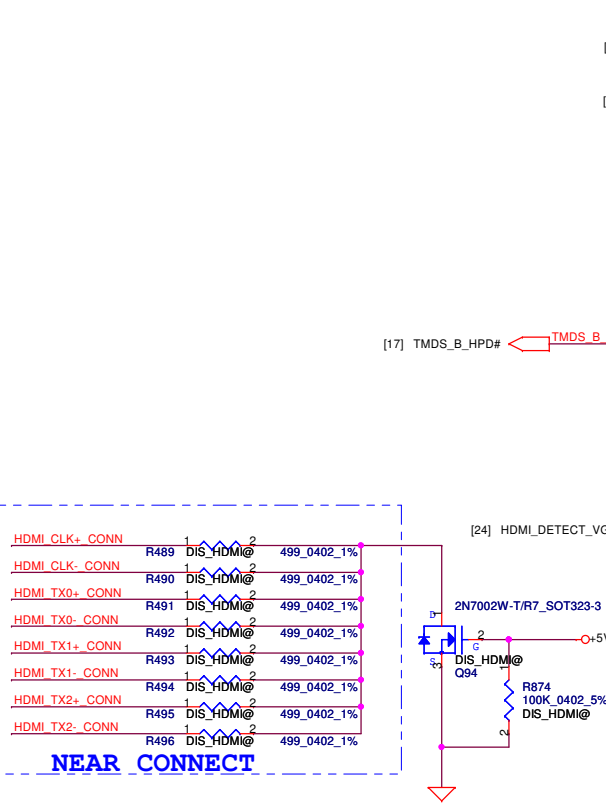 [
[
[17] TMDS_B_HPD# TMDS_B_
[24] HDMI_DETECT_VG
HDMI_CLK+_CONN 1 2
R489 DIS_HDMI@ 499_0402_1%
HDMI_CLK-_CONN 1 2
R490 DIS_HDMI@ 499_0402_1%
HDMI_TX0+_CONN 1 2
R491 DIS_HDMI@ 499_0402_1%
HDMI_TX0-_CONN 1 2
R492 DIS_HDMI@ 499_0402_1%
HDMI_TX1+_CONN 1 2
R493 DIS_HDMI@ 499_0402_1%
HDMI_TX1-_CONN 1 2
R494 DIS_HDMI@ 499_0402_1%
HDMI_TX2+_CONN 1 2
R495 DIS_HDMI@ 499_0402_1%
HDMI_TX2-_CONN 1 2
R496 DIS_HDMI@ 499_0402_1%
NEAR CONNECT
2N7002W-T/R7_SOT323-3
D 1
2
G
+5V
S 3
DIS_HDMI@
Q94
1
R874
100K_0402_5%
DIS_HDMI@
2